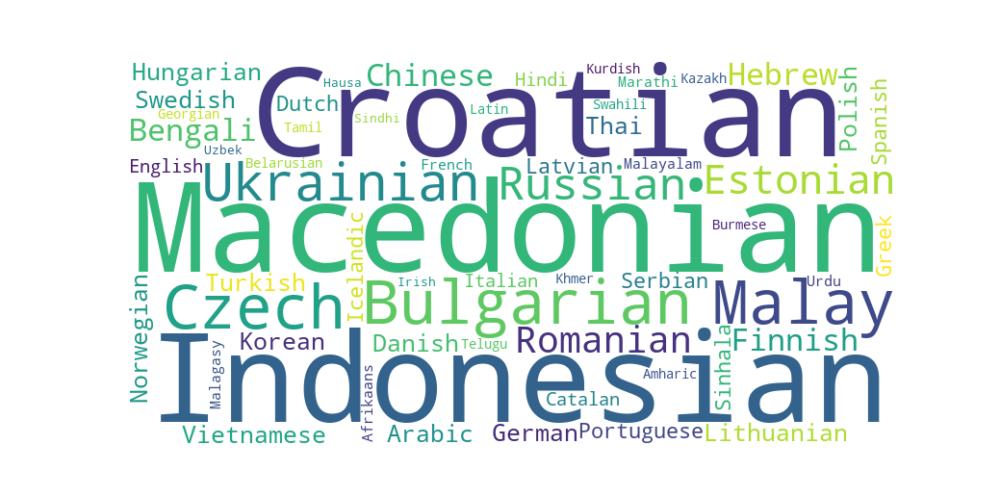 Hungarian
Croatian
Hausa
Chinese
Hindi
Kurdish
Marathi
Kazakh
Hebrew
Polish
Spanish
Swedish
Georgian
Dutch
Sindhi
Latin
Swahili
Bengali
Tamil
Thai
Uzbek
English
Belarusian
French
Latvian
Malayalam
Ukrainian
Russian
Estonian
Macedonian
Icelandic
Burmese
Greek
Norwegian
Turkish
Irish
Italian
Khmer
Serbian
Urdu
Czech
Bulgarian
Malay
Indonesian
Korean
Danish
Telugu
Romanian
Sinhala
Finnish
Malagasy
Afrikaans
Amharic
Catalan
Vietnamese
Arabic
German
Portuguese
Lithuanian